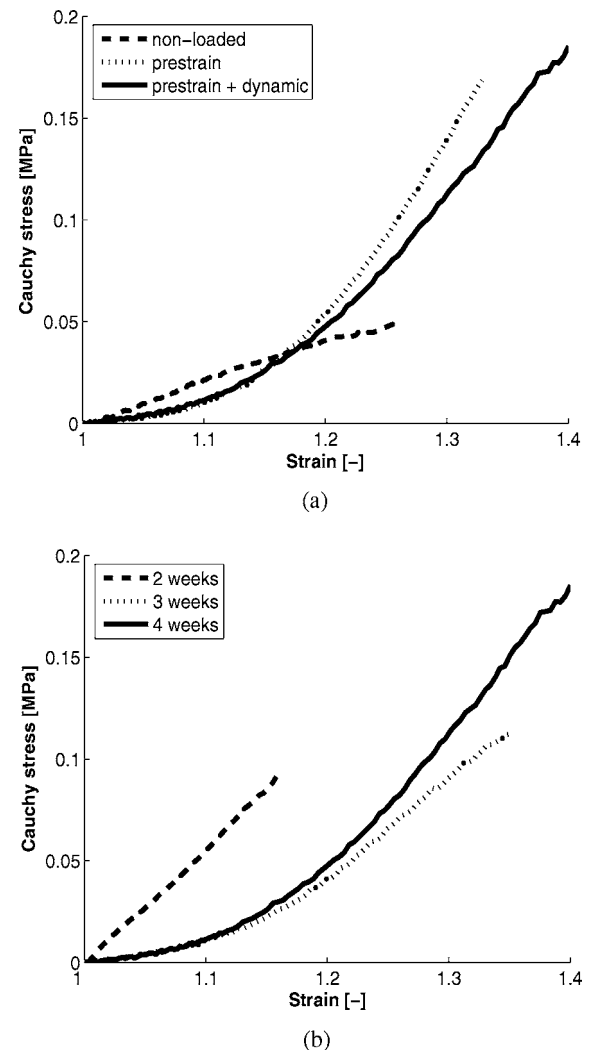 0.2
non-loaded
prestrain
prestrain + dynamic
0.15
0.1
0.05
0
Cauchy stress [MPa]
1
1.1
1.2
1.3
1.4
Strain [-]
(a)
0.2
2 weeks
3 weeks
4 weeks
0.15
0.1
0.05
0
Cauchy stress [MPa]
1
1.1
1.2
1.3
1.4
Strain [-]
(b)